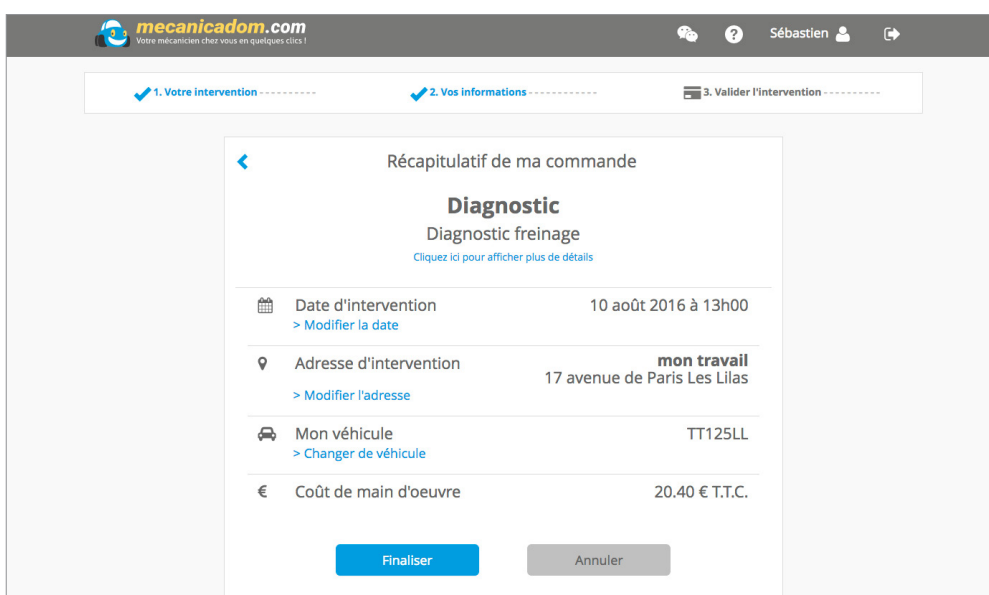 mecanicadom.com
Votre mécanicien chez vous en quelques clics !
? Sébastien
1. Votre intervention ---------- 2. Vos informations ------------ 3. Valider l'intervention ----------
Récapitulatif de ma commande
Diagnostic
Diagnostic freinage
Cliquez ici pour afficher plus de détails
Date d'intervention 10 août 2016 à 13h00
> Modifier la date
Adresse d'intervention mon travail
17 avenue de Paris Les Lilas
> Modifier l'adresse
Mon véhicule TT125LL
> Changer de véhicule
€ Coût de main d'oeuvre 20.40 € T.T.C.
Finaliser Annuler